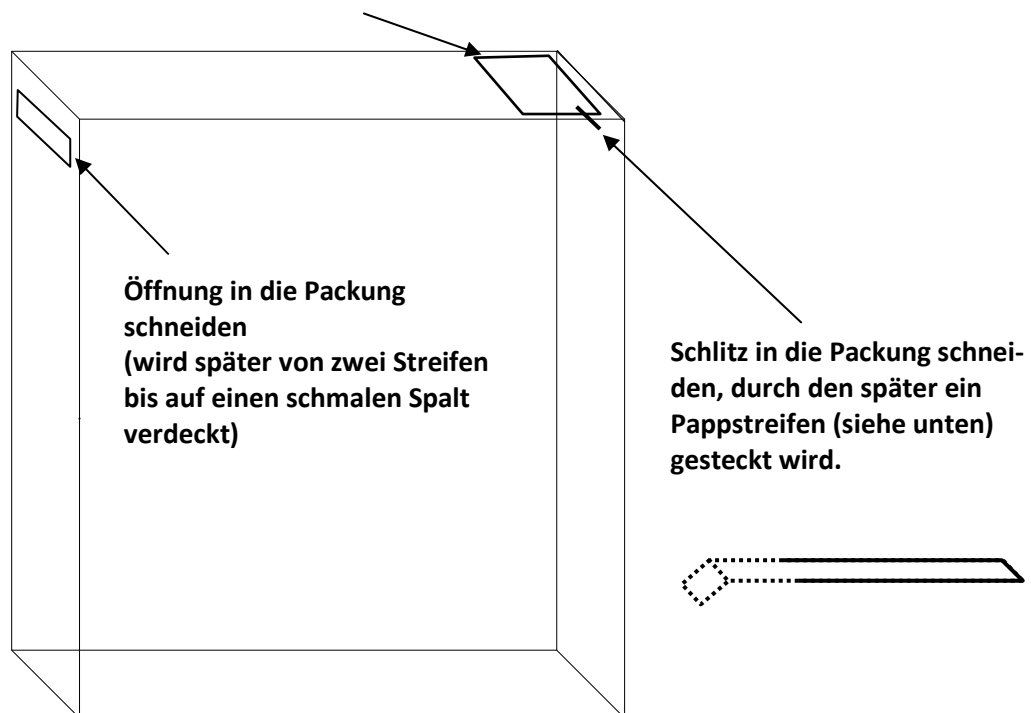 Öffnung in die Packung
schneiden
(wird später von zwei Streifen
bis auf einen schmalen Spalt
verdeckt)
Schlitz in die Packung schnei-
den, durch den später ein
Pappstreifen (siehe unten)
gesteckt wird.